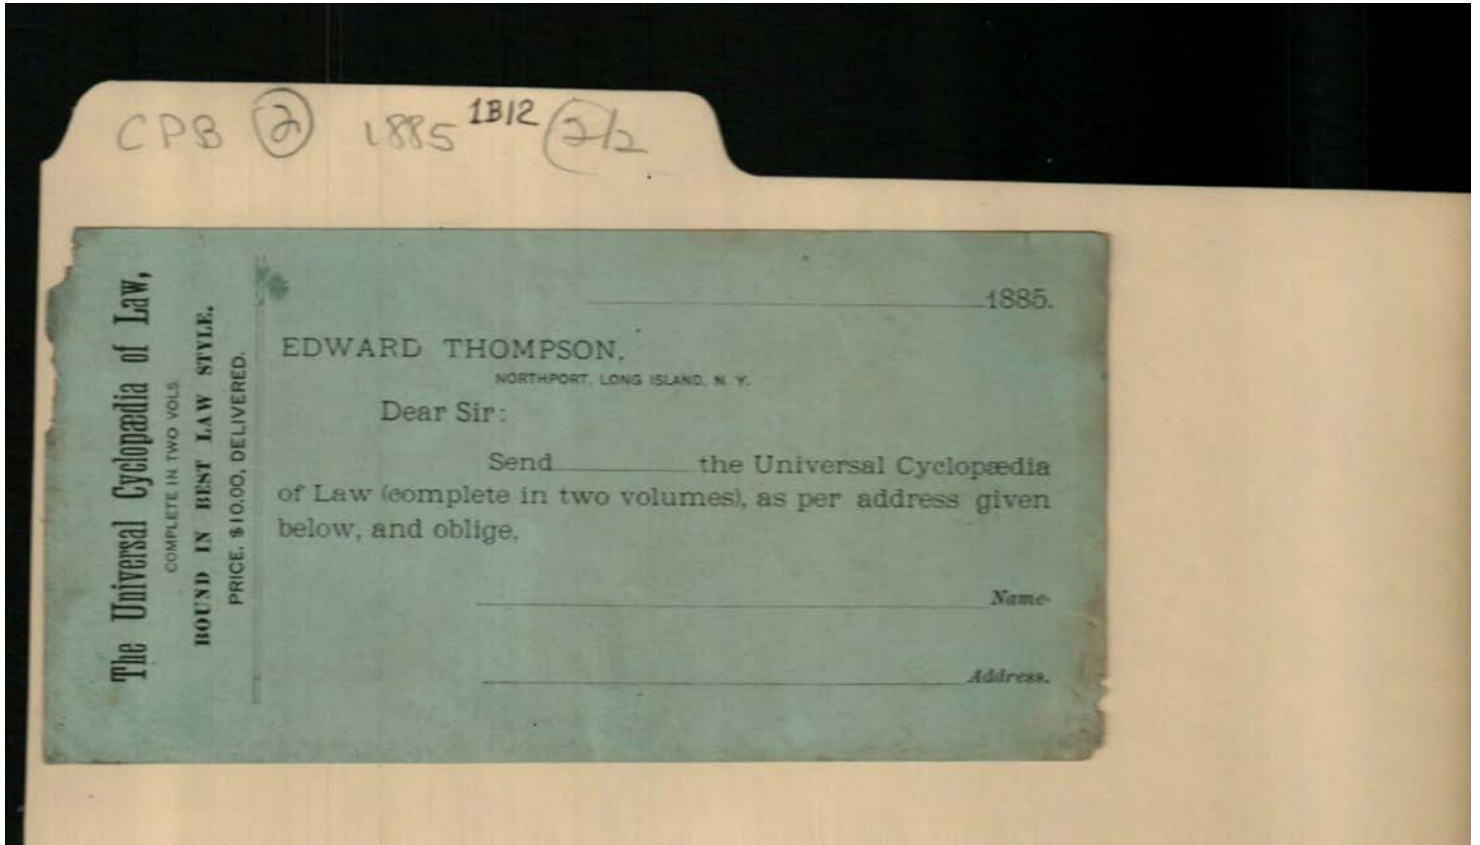 CPB (2) 1885 1B12 (2/2
The Universal Cyclopædia of Law,
COMPLETE IN TWO VOLS.
BOUND IN BEST LAW STYLE.
PRICE, $10.00, DELIVERED.
1885.
EDWARD THOMPSON,
NORTHPORT, LONG ISLAND, N. Y.
Dear Sir:
Send the Universal Cyclopædia
of Law (complete in two volumes), as per address given
below, and oblige,
Name
Address.